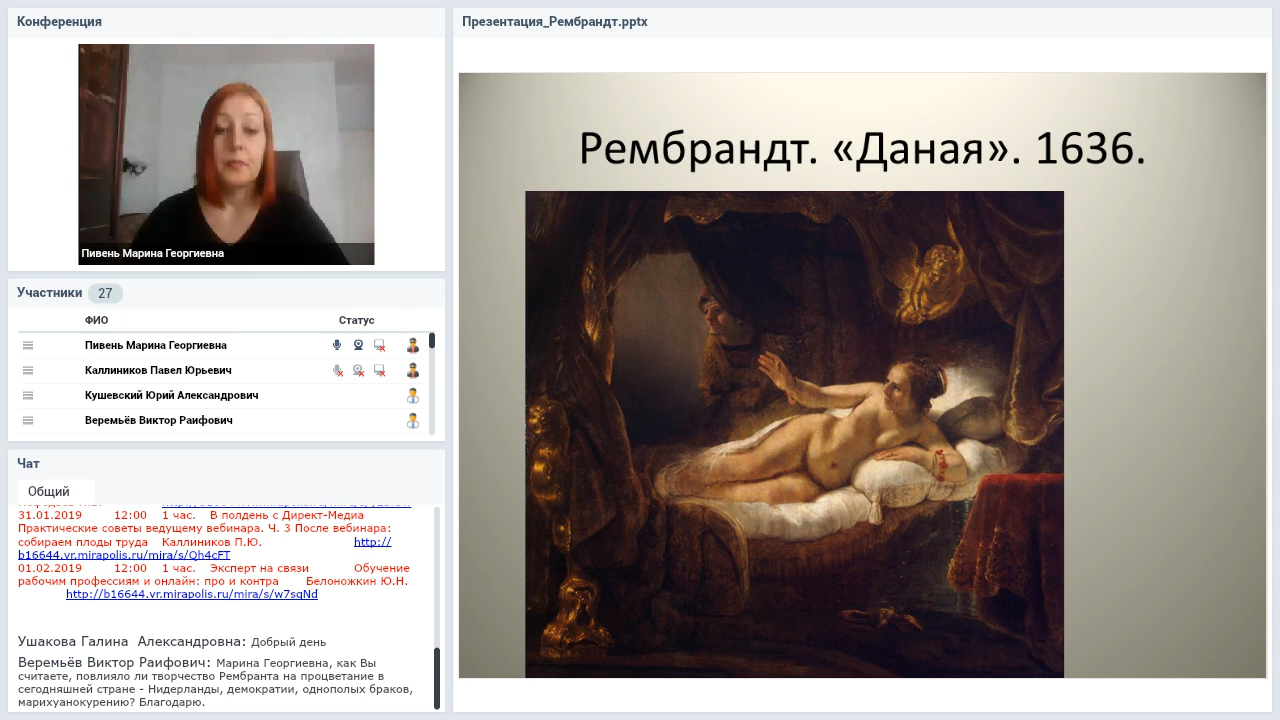 Конференция
Пивень Марина Георгиевна
Участники 27
ФИО Статус
Пивень Марина Георгиевна
Каллиников Павел Юрьевич
Кушевский Юрий Александрович
Веремьёв Виктор Раифович
Чат
Общий
31.01.2019 12:00 1 час. В полдень с Директ-Медиа
Практические советы ведущему вебинара. Ч. 3 После вебинара:
собираем плоды труда Каллиников П.Ю. http://
b16644.vr.mirapolis.ru/mira/s/Qh4cFT
01.02.2019 12:00 1 час. Эксперт на связи Обучение
рабочим профессиям и онлайн: про и контра Белоножкин Ю.Н.
http://b16644.vr.mirapolis.ru/mira/s/w7sqNd
Ушакова Галина Александровна: Добрый день
Веремьёв Виктор Раифович: Марина Георгиевна, как Вы
считаете, повлияло ли творчество Рембранта на процветание в
сегодняшней стране - Нидерланды, демократии, однополых браков,
марихуанокурению? Благодарю.
Презентация_Рембрандт.pptx
Рембрандт. «Даная». 1636.